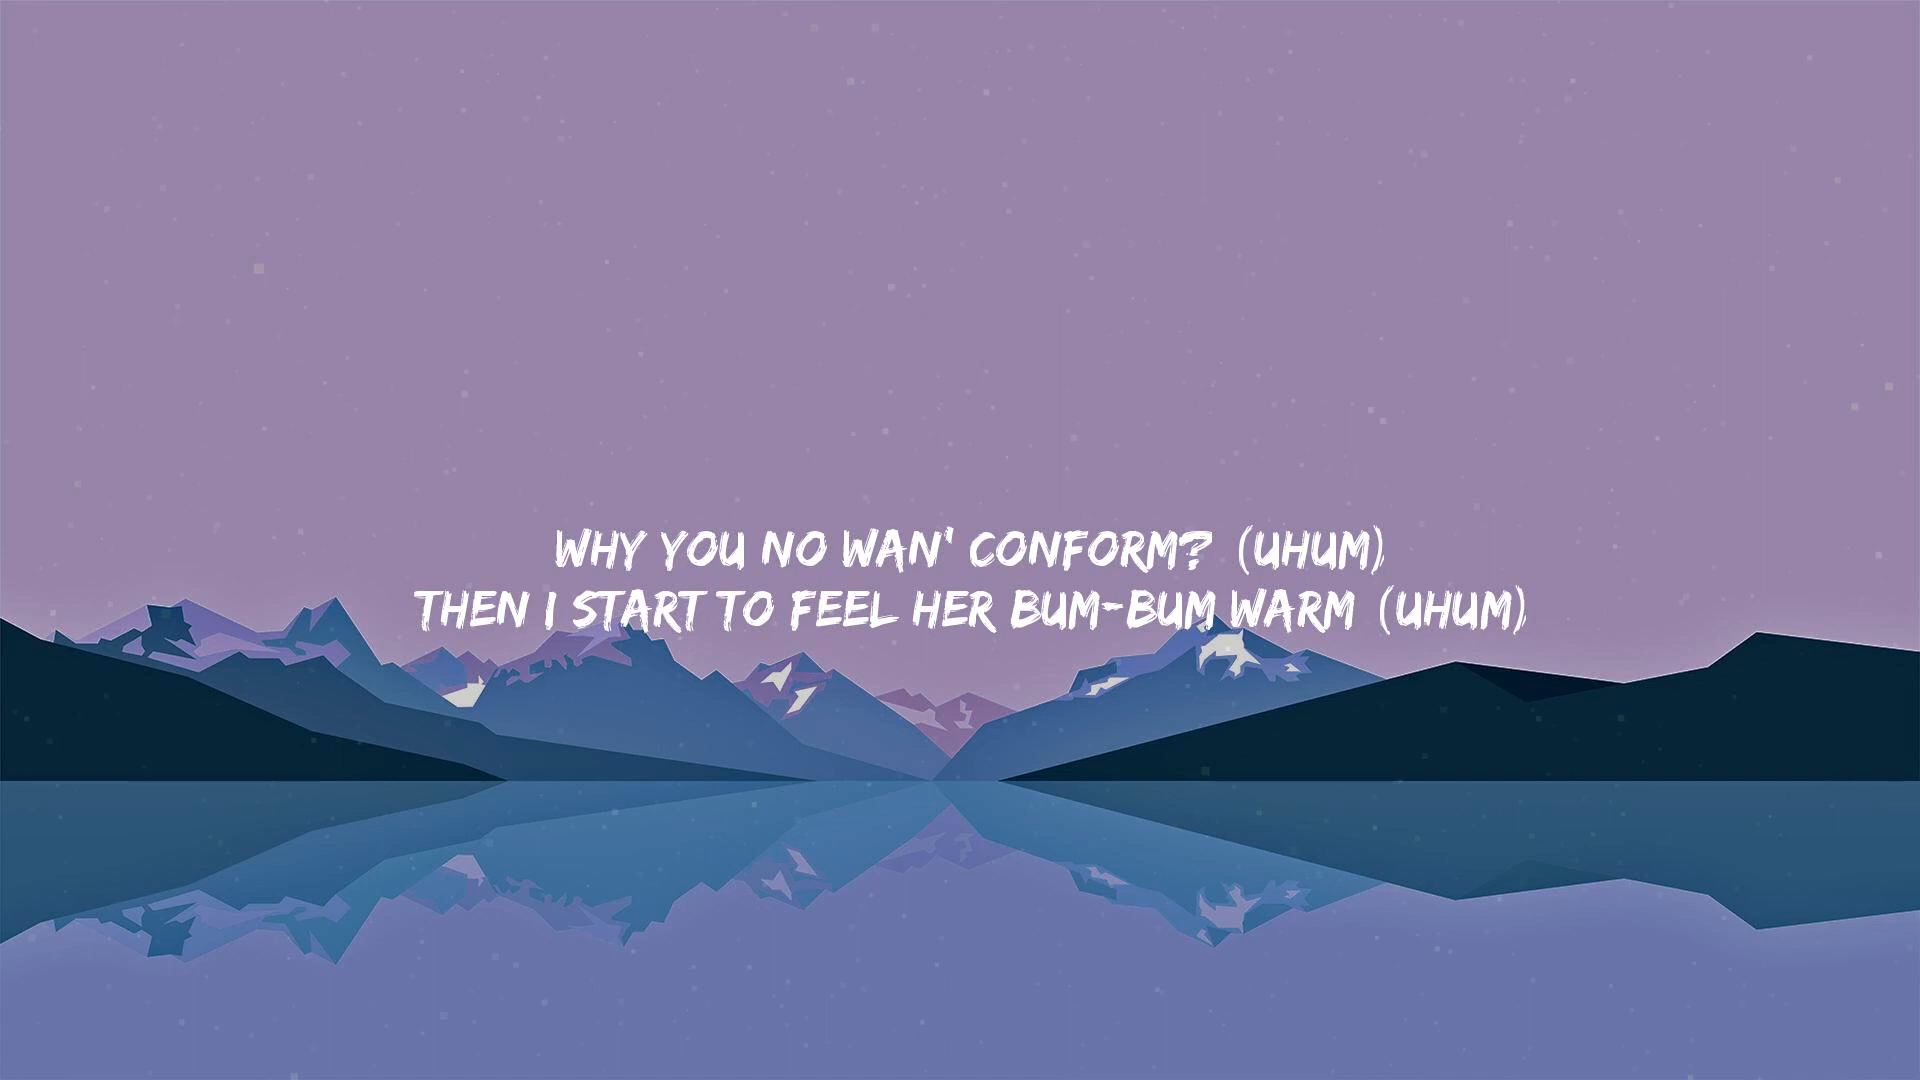 WHY YOU NO WAN' CONFORM? (UHUM)
THEN I START TO FEEL HER BUM-BUM WARM (UHUM)